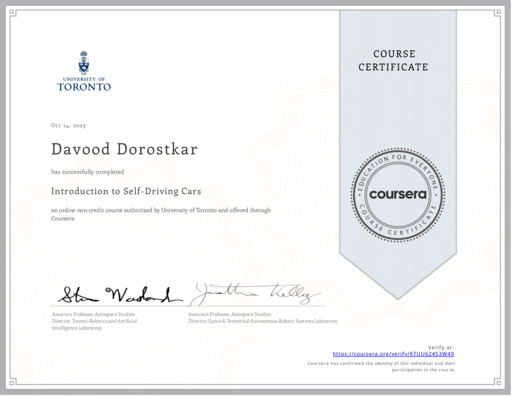 COURSE
CERTIFICATE
UNIVERSITY OF
TORONTO
Oct 14, 2023
Davood Dorostkar
has successfully completed
Introduction to Self-Driving Cars
an online non-credit course authorized by University of Toronto and offered through
Coursera
EDUCATION FOR EVERYONE
coursera
COURSE CERTIFICATE
Associate Professor, Aerospace Studies
Director, Toronto Robotics and Artificial
Intelligence Laboratory
Associate Professor, Aerospace Studies
Director, Space & Terrestrial Autonomous Robotic Systems Laboratory
Verify at:
https://coursera.org/verify/K7UU62453W49
Coursera has confirmed the identity of this individual and their
participation in the course.